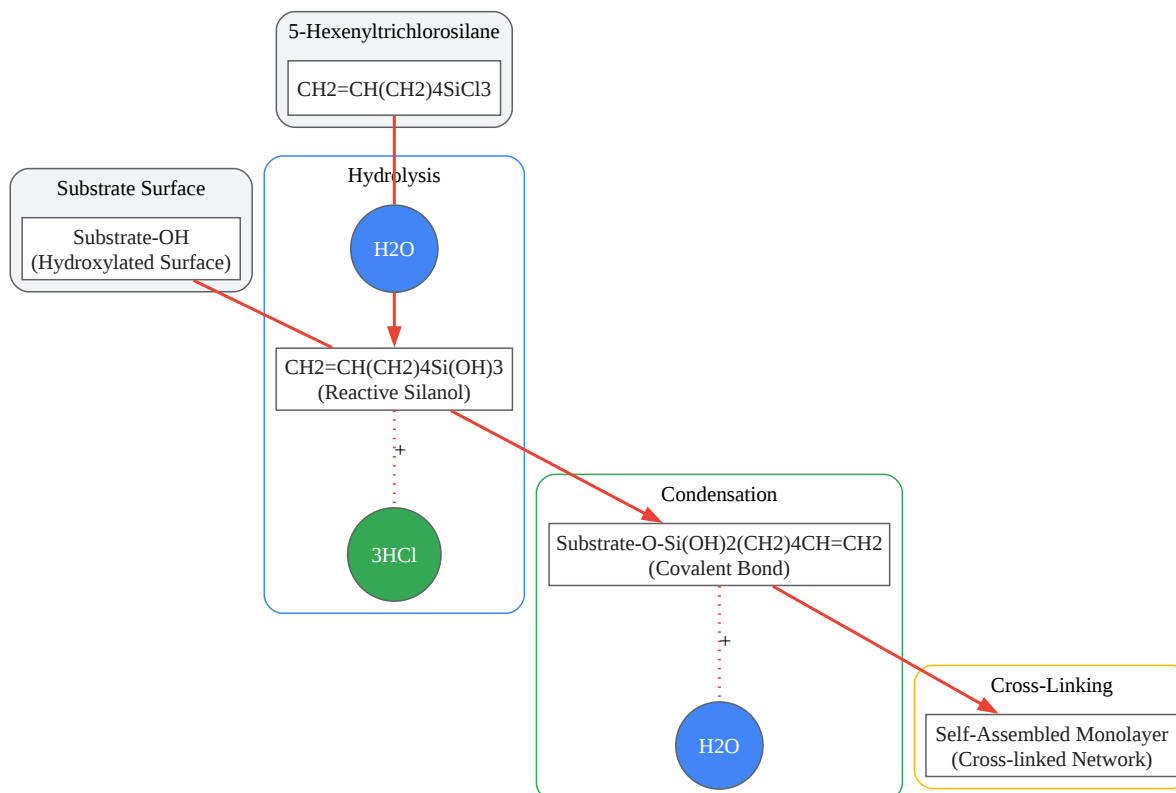 5-Hexenyltrichlorosilane
CH2=CH(CH2)4SiCl3
Hydrolysis
Substrate Surface
Substrate-OH
(Hydroxylated Surface)
H2O
CH2=CH(CH2)4Si(OH)3
(Reactive Silanol)
+
3HCl
Condensation
Substrate-O-Si(OH)2(CH2)4CH=CH2
(Covalent Bond)
+
H2O
Cross-Linking
Self-Assembled Monolayer
(Cross-linked Network)